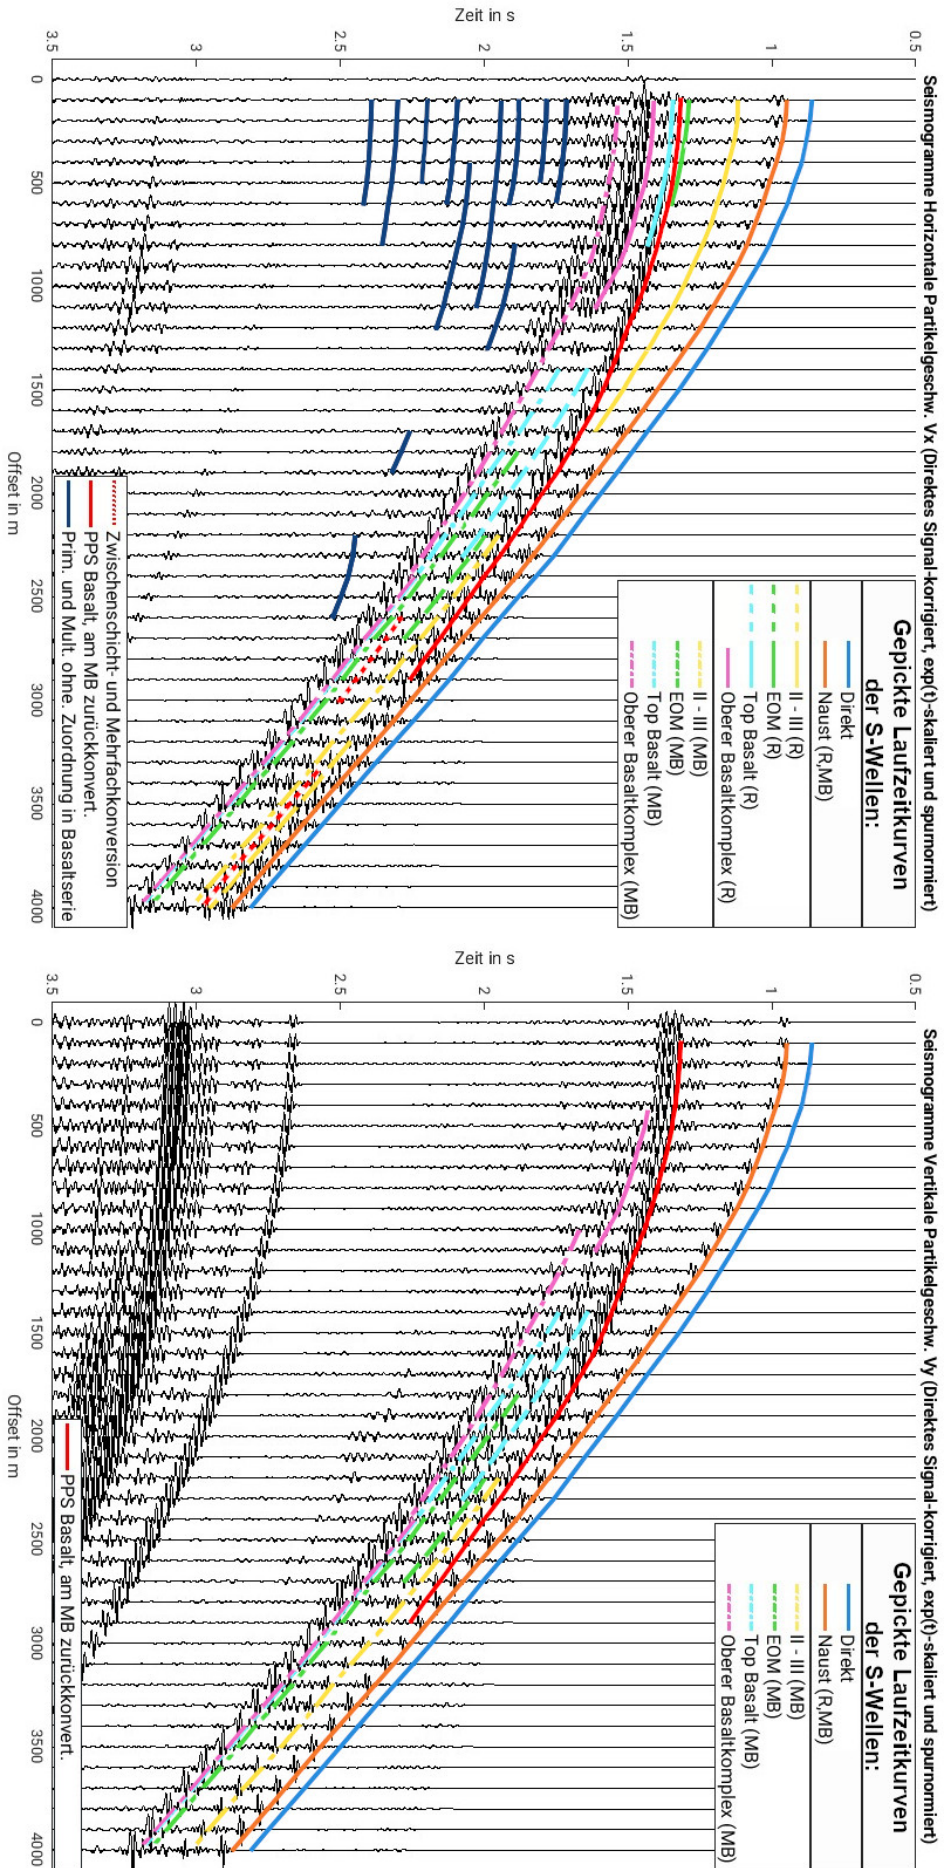 Seismogramme Horizontale Partikelgeschw. Vx (Direktes Signal-korrigiert, exp(t)-skaliert und spurnormiert)
Zeit in s
0.5
1
1.5
2
2.5
3
3.5
0
500
1000
1500
2000
2500
3000
3500
4000
Offset in m
Gepickte Laufzeitkurven
der S-Wellen:
Direkt
Naust (R,MB)
II - III (R)
EOM (R)
Top Basalt (R)
Oberer Basaltkomplex (R)
II - III (MB)
EOM (MB)
Top Basalt (MB)
Oberer Basaltkomplex (MB)
Zwischenschicht- und Mehrfachkonversion
PPS Basalt, am MB zurückkonvert.
Prim. und Mult. ohne. Zuordnung in Basaltserie
Seismogramme Vertikale Partikelgeschw. Vy (Direktes Signal-korrigiert, exp(t)-skaliert und spurnormiert)
Zeit in s
0.5
1
1.5
2
2.5
3
3.5
0
500
1000
1500
2000
2500
3000
3500
4000
Offset in m
Gepickte Laufzeitkurven
der S-Wellen:
Direkt
Naust (R,MB)
II - III (MB)
EOM (MB)
Top Basalt (MB)
Oberer Basaltkomplex (MB)
PPS Basalt, am MB zurückkonvert.